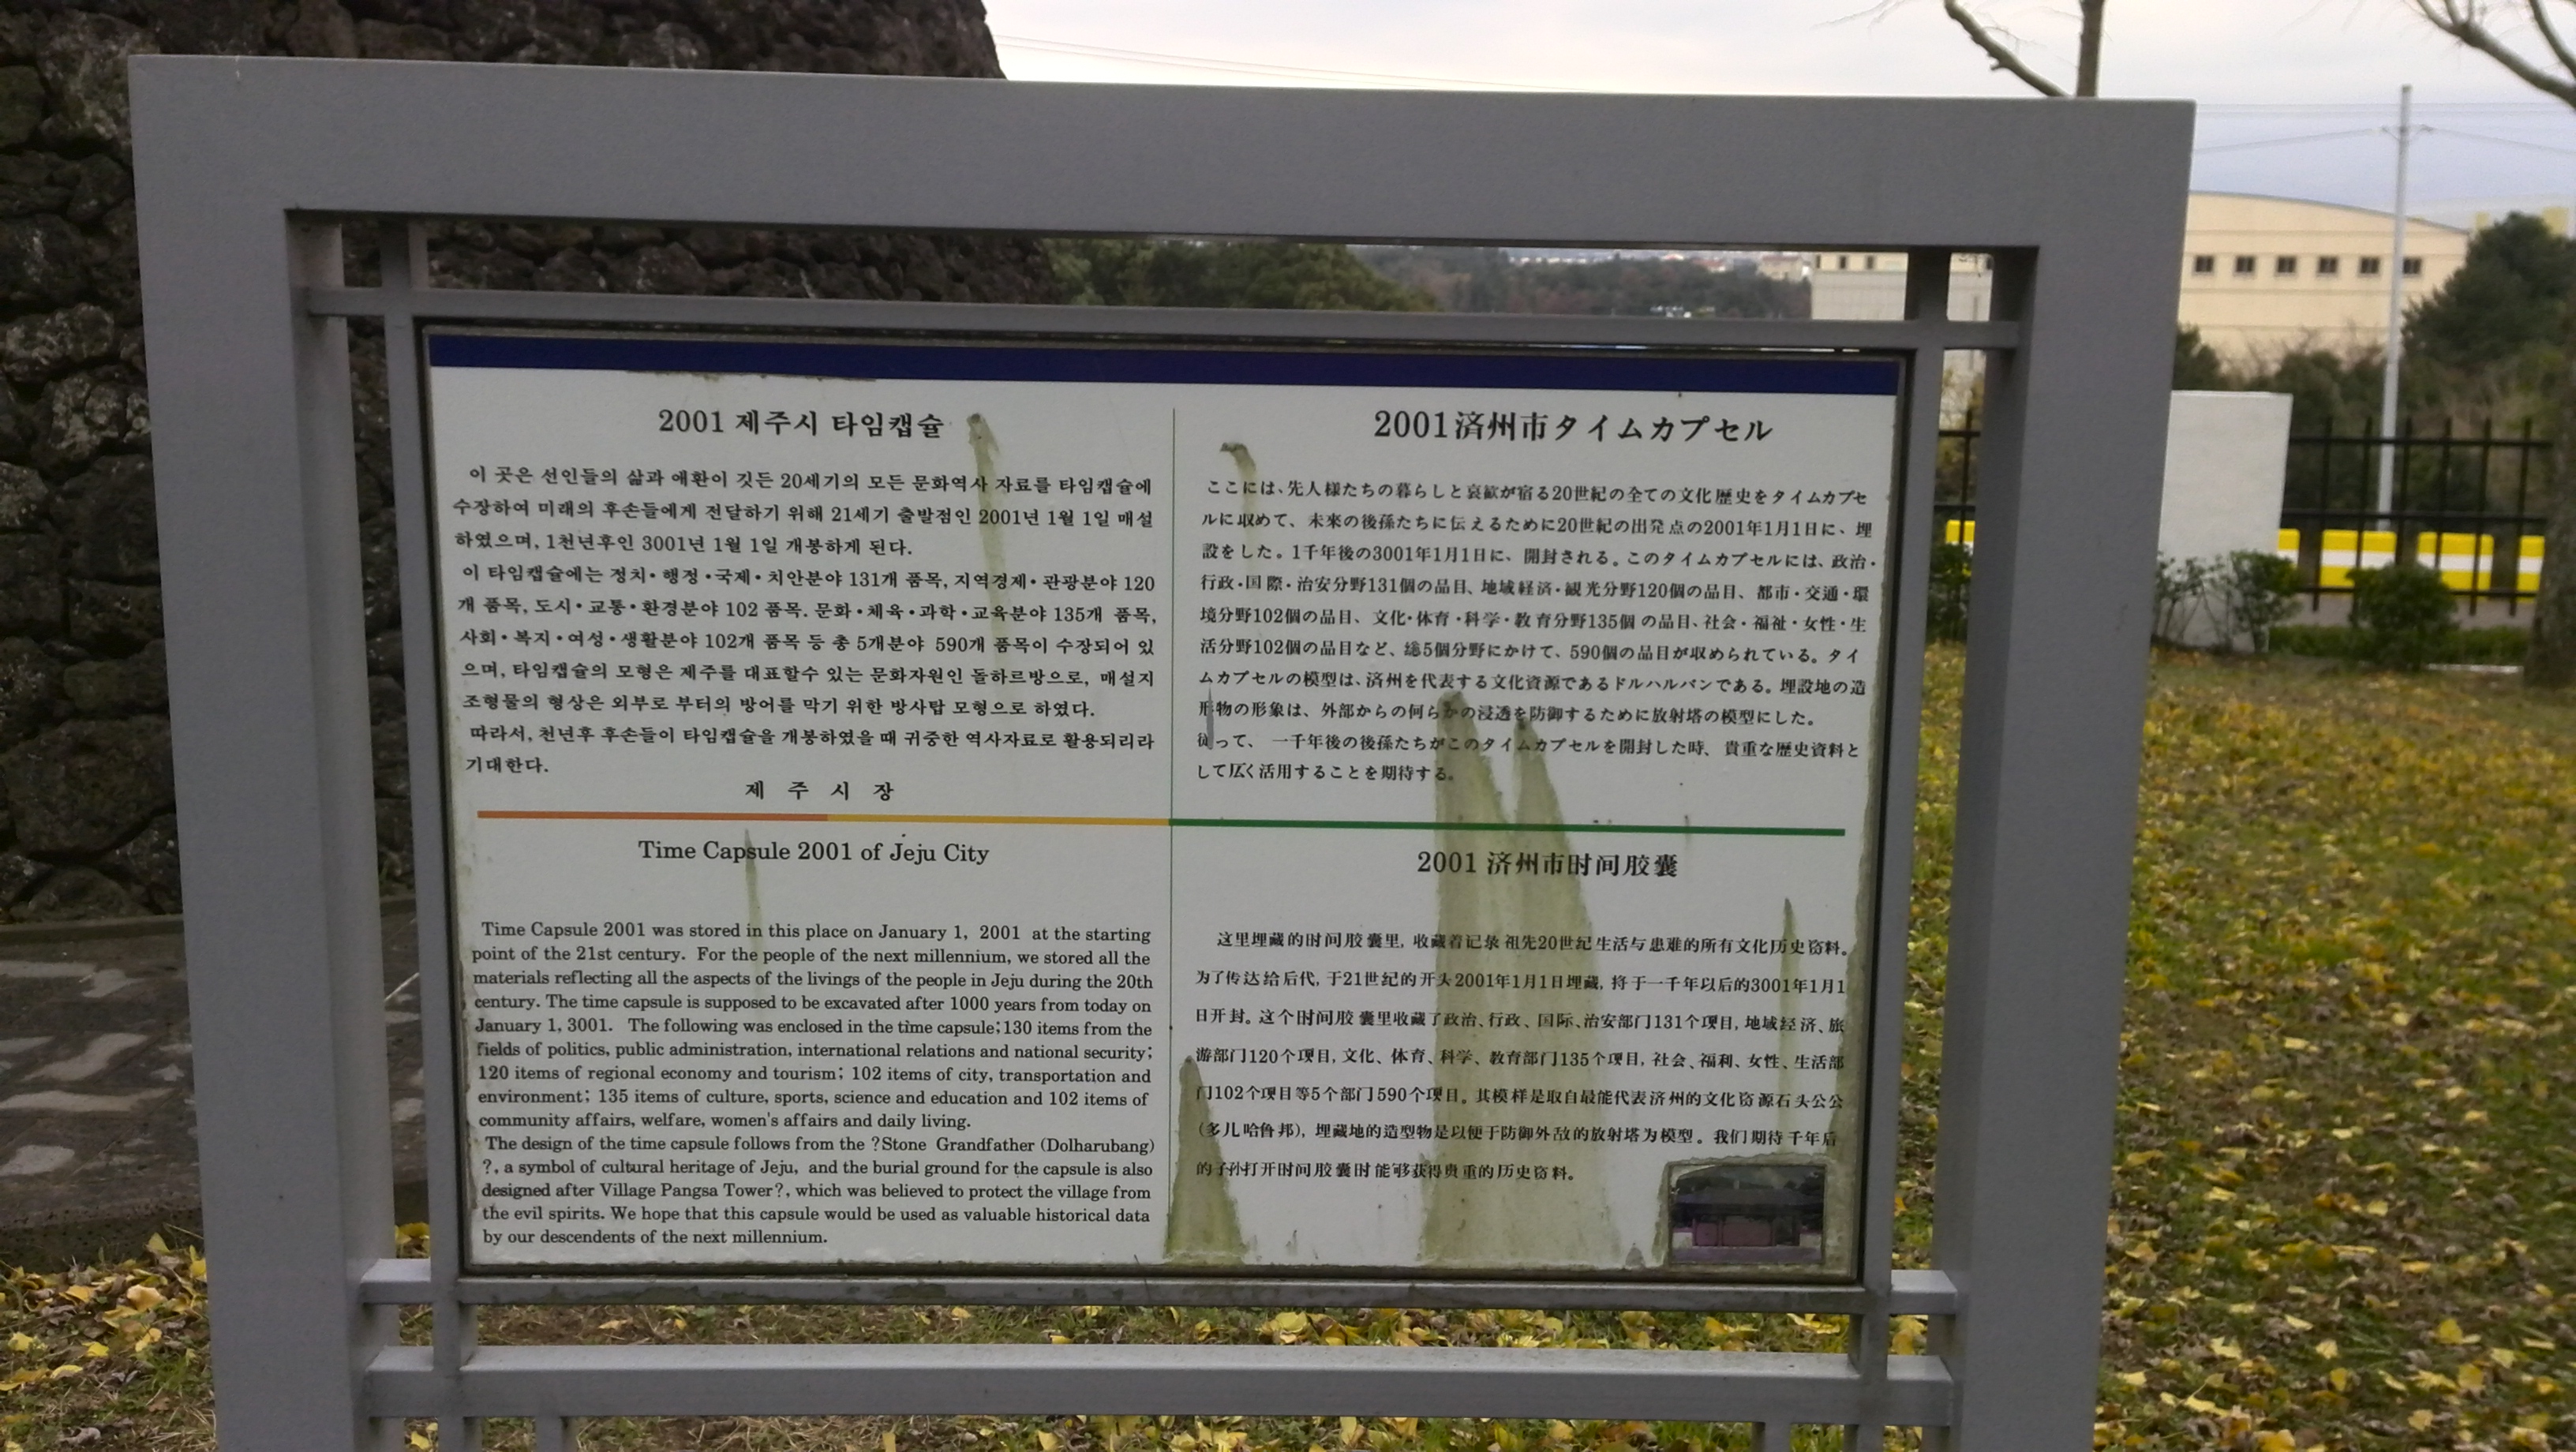 2001 제주시 타임캡슐
이 곳은 선인들의 삶과 애환이 깃든 20세기의 모든 문화역사 자료를 타임캡슐에
수장하여 미래의 후손들에게 전달하기 위해 21세기 출발점인 2001년 1월 1일 매설
하였으며, 1천년후인 3001년 1월 1일 개봉하게 된다.
이 타임캡슐에는 정치·행정·국제·치안분야 131개 품목, 지역경제·관광분야 120
개 품목, 도시·교통·환경분야 102 품목. 문화·체육·과학·교육분야 135개 품목,
사회·복지·여성·생활분야 102개 품목 등 총 5개분야 590개 품목이 수장되어 있
으며, 타임캡슐의 모형은 제주를 대표할수 있는 문화자원인 돌하르방으로, 매설지
조형물의 형상은 외부로 부터의 방어를 막기 위한 방사탑 모형으로 하였다.
따라서, 천년후 후손들이 타임캡슐을 개봉하였을 때 귀중한 역사자료로 활용되리라
기대한다.
제 주 시 장
2001済州市タイムカプセル
ここには、先人様たちの暮らしと哀歓が宿る20世紀の全ての文化歴史をタイムカプセ
ルに収めて、未来の後孫たちに伝えるために20世紀の出発点の2001年1月1日に、埋
設をした。1千年後の3001年1月1日に、開封される。このタイムカプセルには、政治・
行政・国際・治安分野131個の品目、地域経済・観光分野120個の品目、都市・交通・環
境分野102個の品目、文化・体育・科学・教育分野135個の品目、社会・福祉・女性・生
活分野102個の品目など、総5個分野にかけて、590個の品目が収められている。タイ
ムカプセルの模型は、済州を代表する文化資源であるドルハルバンである。埋設地の造
形物の形象は、外部からの何らかの浸透を防御するために放射塔の模型にした。
従って、一千年後の後孫たちがこのタイムカプセルを開封した時、貴重な歴史資料と
して広く活用することを期待する。
Time Capsule 2001 of Jeju City
Time Capsule 2001 was stored in this place on January 1, 2001 at the starting
point of the 21st century. For the people of the next millennium, we stored all the
materials reflecting all the aspects of the livings of the people in Jeju during the 20th
century. The time capsule is supposed to be excavated after 1000 years from today on
January 1, 3001. The following was enclosed in the time capsule;130 items from the
fields of politics, public administration, international relations and national security;
120 items of regional economy and tourism; 102 items of city, transportation and
environment; 135 items of culture, sports, science and education and 102 items of
community affairs, welfare, women's affairs and daily living.
The design of the time capsule follows from the ?Stone Grandfather (Dolharubang)
?, a symbol of cultural heritage of Jeju, and the burial ground for the capsule is also
designed after Village Pangsa Tower?, which was believed to protect the village from
the evil spirits. We hope that this capsule would be used as valuable historical data
by our descendents of the next millennium.
2001 済州市时间胶囊
这里埋藏的时间胶囊里, 收藏着记录祖先20世纪生活与患难的所有文化历史资料。
为了传达给后代, 于21世纪的开头2001年1月1日埋藏, 将于一千年以后的3001年1月1
日开封。这个时间胶囊里收藏了政治、行政、国际、治安部门131个项目, 地域经济、旅
游部门120个项目, 文化、体育、科学、教育部门135个项目, 社会、福利、女性、生活部
门102个项目等5个部门590个项目。其模样是取自最能代表济州的文化资源石头公公
(多儿哈鲁邦), 埋藏地的造型物是以便于防御外敌的放射塔为模型。我们期待千年后
的子孙打开时间胶囊时能够获得贵重的历史资料。